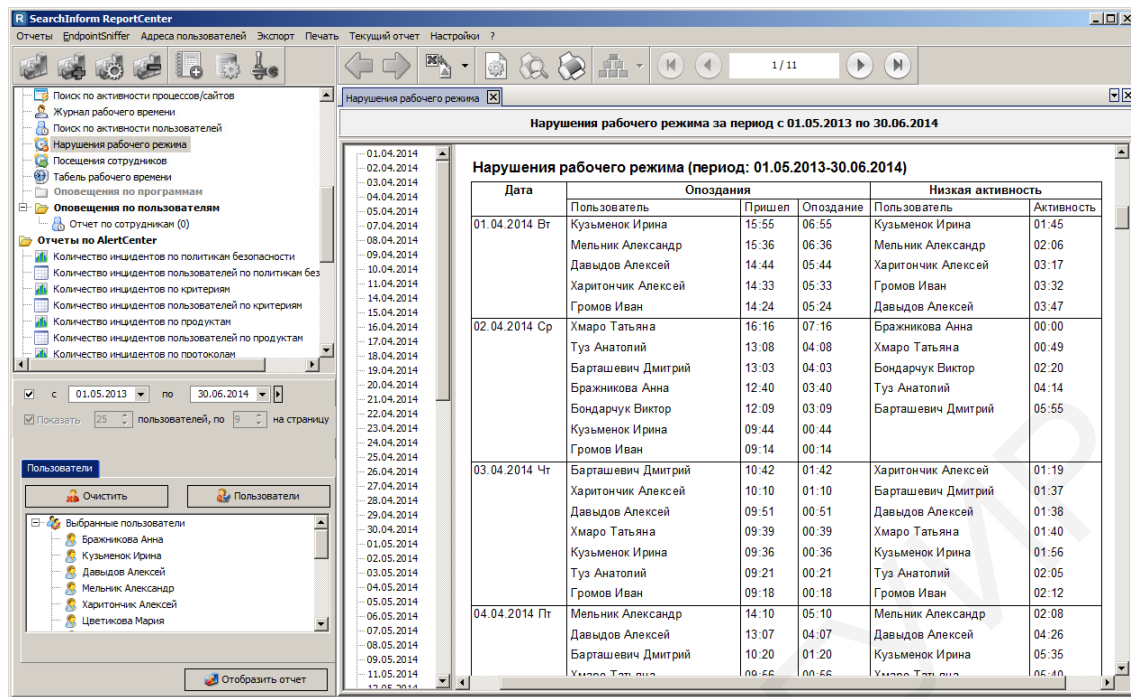 SearchInform ReportCenter
Отчеты EndpointSniffer Адреса пользователей Экспорт Печать Текущий отчет Настройки ?
1 / 11
Поиск по активности процессов/сайтов
Журнал рабочего времени
Поиск по активности пользователей
Нарушения рабочего режима
Посещения сотрудников
Табель рабочего времени
Оповещения по программам
Оповещения по пользователям
Отчет по сотрудникам (0)
Отчеты по AlertCenter
Количество инцидентов по политикам безопасности
Количество инцидентов пользователей по политикам без
Количество инцидентов по критериям
Количество инцидентов пользователей по критериям
Количество инцидентов по продуктам
Количество инцидентов пользователей по продуктам
Количество инцидентов по протоколам
с 01.05.2013 по 30.06.2014
Показать 25 пользователей, по 9 на страницу
Пользователи
Очистить Пользователи
Выбранные пользователи
Бражникова Анна
Кузьменок Ирина
Давыдов Алексей
Мельник Александр
Харитончик Алексей
Цветикова Мария
Отобразить отчет
Нарушения рабочего режима
Нарушения рабочего режима за период с 01.05.2013 по 30.06.2014
01.04.2014
02.04.2014
03.04.2014
04.04.2014
05.04.2014
07.04.2014
08.04.2014
09.04.2014
10.04.2014
11.04.2014
14.04.2014
15.04.2014
16.04.2014
17.04.2014
18.04.2014
19.04.2014
20.04.2014
21.04.2014
22.04.2014
23.04.2014
24.04.2014
25.04.2014
26.04.2014
27.04.2014
28.04.2014
29.04.2014
30.04.2014
01.05.2014
02.05.2014
03.05.2014
04.05.2014
05.05.2014
06.05.2014
07.05.2014
08.05.2014
09.05.2014
11.05.2014
12.05.2014
Нарушения рабочего режима (период: 01.05.2013-30.06.2014)
Дата Опоздания Низкая активность
Пользователь Пришел Опоздание Пользователь Активность
01.04.2014 Вт Кузьменок Ирина 15:55 06:55 Кузьменок Ирина 01:45
Мельник Александр 15:36 06:36 Мельник Александр 02:06
Давыдов Алексей 14:44 05:44 Харитончик Алексей 03:17
Харитончик Алексей 14:33 05:33 Громов Иван 03:32
Громов Иван 14:24 05:24 Давыдов Алексей 03:47
02.04.2014 Ср Хмаро Татьяна 16:16 07:16 Бражникова Анна 00:00
Туз Анатолий 13:08 04:08 Хмаро Татьяна 00:49
Барташевич Дмитрий 13:03 04:03 Бондарчук Виктор 02:20
Бражникова Анна 12:40 03:40 Туз Анатолий 04:14
Бондарчук Виктор 12:09 03:09 Барташевич Дмитрий 05:55
Кузьменок Ирина 09:44 00:44
Громов Иван 09:14 00:14
03.04.2014 Чт Барташевич Дмитрий 10:42 01:42 Харитончик Алексей 01:19
Харитончик Алексей 10:10 01:10 Барташевич Дмитрий 01:37
Давыдов Алексей 09:51 00:51 Давыдов Алексей 01:38
Хмаро Татьяна 09:39 00:39 Хмаро Татьяна 01:40
Кузьменок Ирина 09:36 00:36 Кузьменок Ирина 01:56
Туз Анатолий 09:21 00:21 Туз Анатолий 02:05
Громов Иван 09:18 00:18 Громов Иван 02:12
04.04.2014 Пт Мельник Александр 14:10 05:10 Мельник Александр 02:08
Давыдов Алексей 13:07 04:07 Давыдов Алексей 04:26
Барташевич Дмитрий 10:20 01:20 Кузьменок Ирина 05:35
Хмаро Татьяна 09:56 00:56 Хмаро Татьяна 06:40